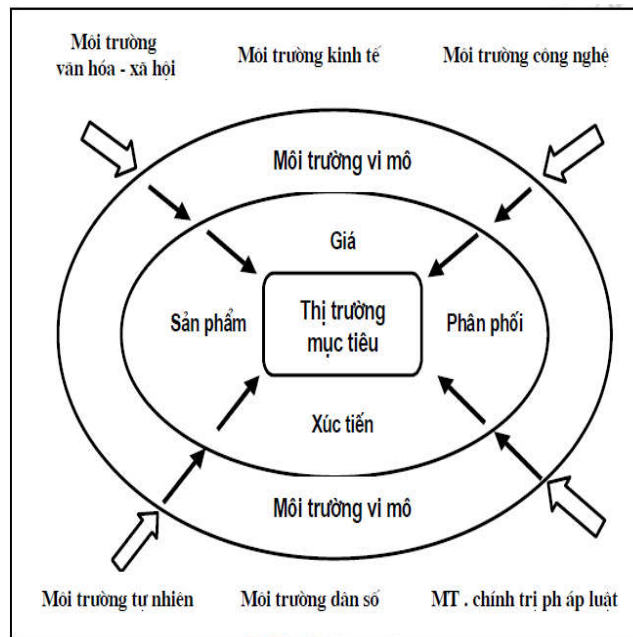 Môi trường
văn hóa - xã hội
Môi trường kinh tế
Môi trường công nghệ
Môi trường vi mô
Giá
Sản phẩm
Thị trường
mục tiêu
Phân phối
Xúc tiến
Môi trường vi mô
Môi trường tự nhiên
Môi trường dân số
MT . chính trị ph áp luật